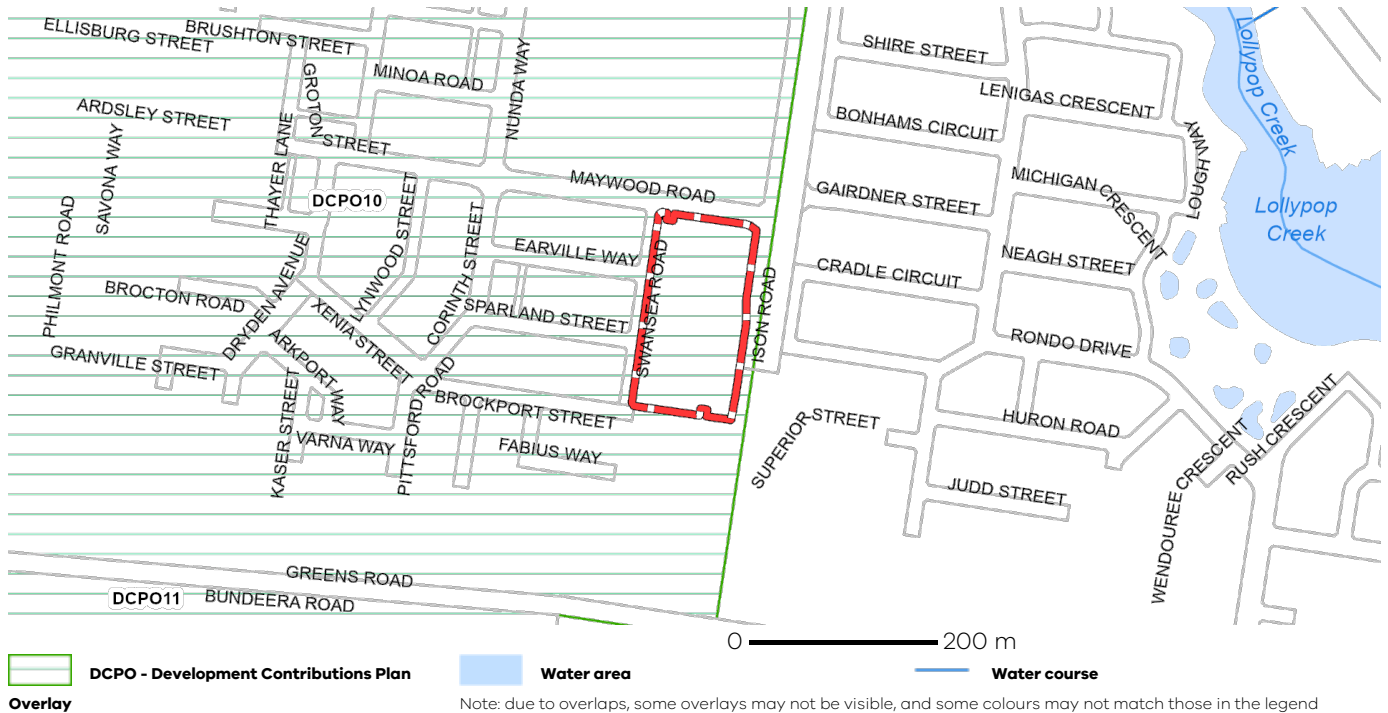 ELLISBURG STREET
BRUSHTON STREET
MINOA ROAD
NUNDA WAY
GROTON
STREET
ARDSLEY STREET
SAVONA WAY
THAYER LANE
DCPO10
PHILMONT ROAD
LYNWOOD STREET
CORINTH STREET
MAYWOOD ROAD
EARVILLE WAY
SWANSEA ROAD
ISON ROAD
BROCTON ROAD
DRYDEN AVENUE
XENIA STREET
SPARLAND STREET
GRANVILLE STREET
ARKPORT WAY
KASER STREET
VARNA WAY
PITTSFORD ROAD
BROCKPORT STREET
FABIUS WAY
GREENS ROAD
DCPO11
BUNDEERA ROAD
SHIRE STREET
LENIGAS CRESCENT
BONHAMS CIRCUIT
LOUGH WAY
MICHIGAN CRESCENT
GAIRDNER STREET
NEAGH STREET
CRADLE CIRCUIT
RONDO DRIVE
HURON ROAD
SUPERIOR STREET
JUDD STREET
WENDOUREE CRESCENT
RUSH CRESCENT
Lollypop Creek
Lollypop
Creek
0 200 m
DCPO - Development Contributions Plan
Overlay
Water area
Water course
Note: due to overlaps, some overlays may not be visible, and some colours may not match those in the legend